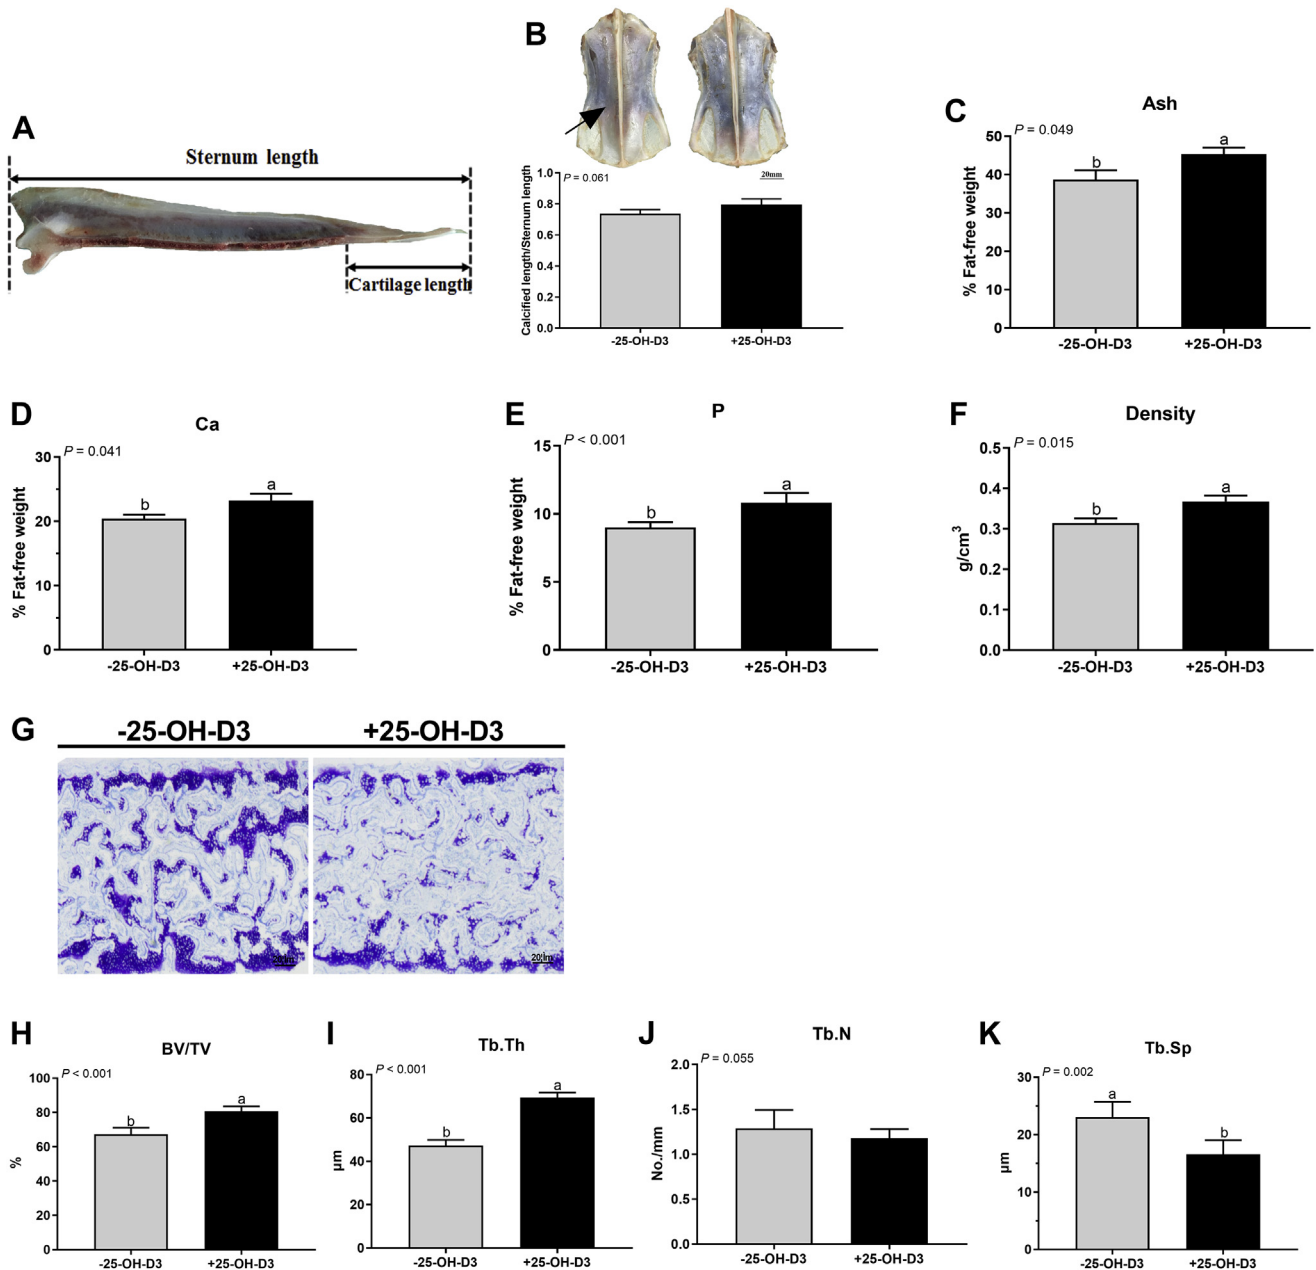 A
Sternum length
Cartilage length
B
P = 0.061
20mm
Calcified length/Sternum length
1.0
0.8
0.6
0.4
0.2
0.0
-25-OH-D3
+25-OH-D3
C
Ash
P = 0.049
% Fat-free weight
50
40
30
20
10
0
b
a
-25-OH-D3
+25-OH-D3
D
Ca
P = 0.041
% Fat-free weight
30
20
10
0
b
a
-25-OH-D3
+25-OH-D3
E
P
P < 0.001
% Fat-free weight
15
10
5
0
b
a
-25-OH-D3
+25-OH-D3
F
Density
P = 0.015
g/cm³
0.5
0.4
0.3
0.2
0.1
0.0
b
a
-25-OH-D3
+25-OH-D3
G
-25-OH-D3
+25-OH-D3
H
BV/TV
P < 0.001
%
100
80
60
40
20
0
b
a
-25-OH-D3
+25-OH-D3
I
Tb.Th
P < 0.001
μm
80
60
40
20
0
b
a
-25-OH-D3
+25-OH-D3
J
Tb.N
P = 0.055
No./mm
2.0
1.5
1.0
0.5
0.0
-25-OH-D3
+25-OH-D3
K
Tb.Sp
P = 0.002
μm
30
20
10
0
a
b
-25-OH-D3
+25-OH-D3